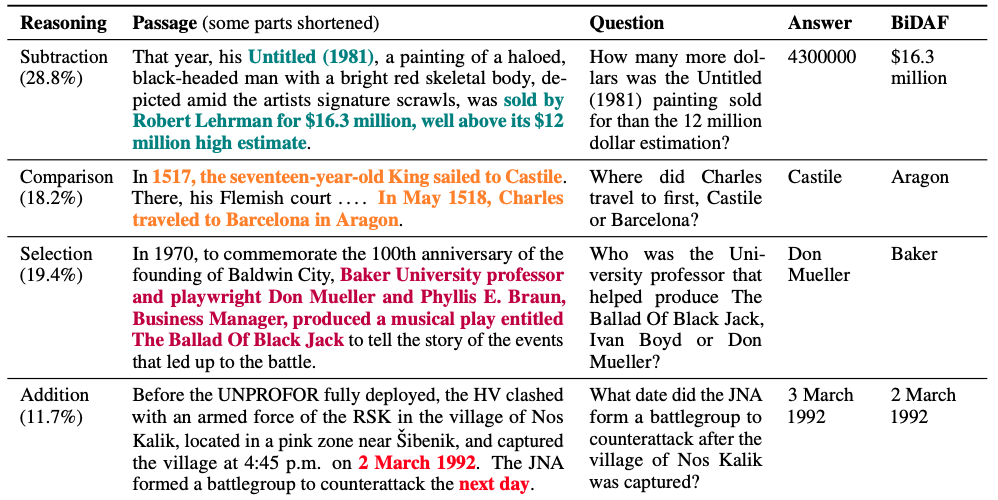 Reasoning Passage (some parts shortened) Question Answer BiDAF
Subtraction
(28.8%)
That year, his Untitled (1981), a painting of a haloed,
black-headed man with a bright red skeletal body, de-
picted amid the artists signature scrawls, was sold by
Robert Lehrman for $16.3 million, well above its $12
million high estimate.
How many more dol-
lars was the Untitled
(1981) painting sold
for than the 12 million
dollar estimation?
4300000
$16.3
million
Comparison
(18.2%)
In 1517, the seventeen-year-old King sailed to Castile.
There, his Flemish court .... In May 1518, Charles
traveled to Barcelona in Aragon.
Where did Charles
travel to first, Castile
or Barcelona?
Castile
Aragon
Selection
(19.4%)
In 1970, to commemorate the 100th anniversary of the
founding of Baldwin City, Baker University professor
and playwright Don Mueller and Phyllis E. Braun,
Business Manager, produced a musical play entitled
The Ballad Of Black Jack to tell the story of the events
that led up to the battle.
Who was the Uni-
versity professor that
helped produce The
Ballad Of Black Jack,
Ivan Boyd or Don
Mueller?
Don
Mueller
Baker
Addition
(11.7%)
Before the UNPROFOR fully deployed, the HV clashed
with an armed force of the RSK in the village of Nos
Kalik, located in a pink zone near Šibenik, and captured
the village at 4:45 p.m. on 2 March 1992. The JNA
formed a battlegroup to counterattack the next day.
What date did the JNA
form a battlegroup to
counterattack after the
village of Nos Kalik
was captured?
3 March
1992
2 March
1992